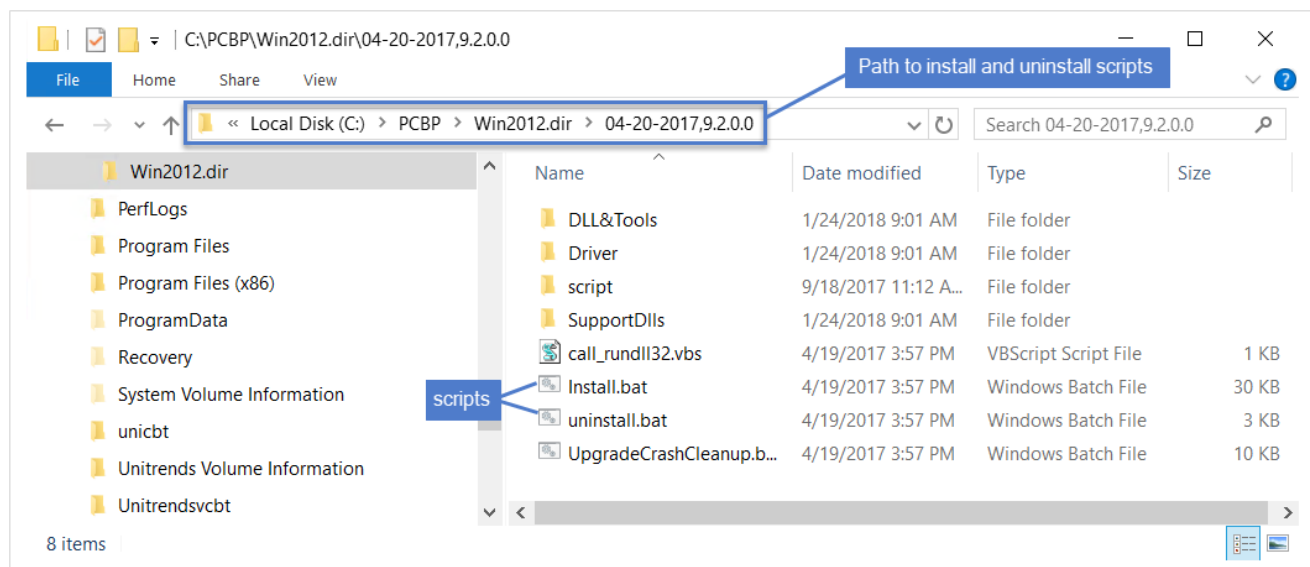 C:\PCBP\Win2012.dir\04-20-2017,9.2.0.0
Path to install and uninstall scripts
File Home Share View
« Local Disk (C:) > PCBP > Win2012.dir > 04-20-2017,9.2.0.0 Search 04-20-2017,9.2.0.0
Win2012.dir
PerfLogs
Program Files
Program Files (x86)
ProgramData
Recovery
System Volume Information
unicbt
Unitrends Volume Information
Unitrendsvcbt
scripts
Name Date modified Type Size
DLL&Tools 1/24/2018 9:01 AM File folder
Driver 1/24/2018 9:01 AM File folder
script 9/18/2017 11:12 A... File folder
SupportDlls 1/24/2018 9:01 AM File folder
call_rundll32.vbs 4/19/2017 3:57 PM VBScript Script File 1 KB
Install.bat 4/19/2017 3:57 PM Windows Batch File 30 KB
uninstall.bat 4/19/2017 3:57 PM Windows Batch File 3 KB
UpgradeCrashCleanup.b... 4/19/2017 3:57 PM Windows Batch File 10 KB
8 items